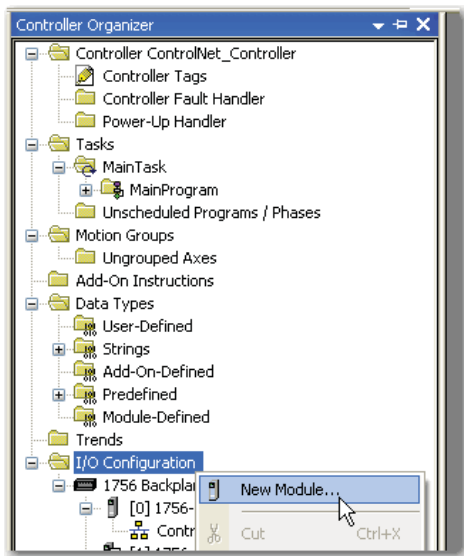 Controller Organizer
Controller ControlNet_Controller
Controller Tags
Controller Fault Handler
Power-Up Handler
Tasks
MainTask
MainProgram
Unscheduled Programs / Phases
Motion Groups
Ungrouped Axes
Add-On Instructions
Data Types
User-Defined
Strings
Add-On-Defined
Predefined
Module-Defined
Trends
I/O Configuration
1756 Backplan
New Module...
[0] 1756-
Contr
Cut Ctrl+X